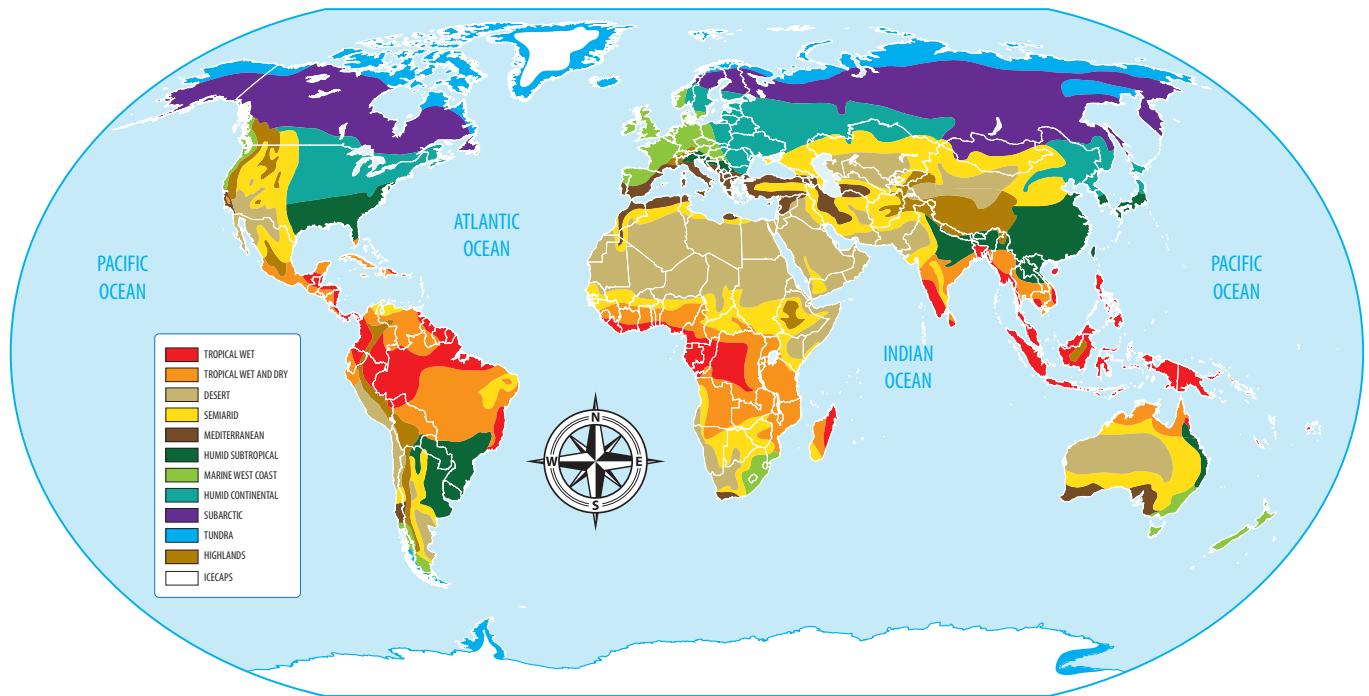 ATLANTIC
OCEAN
PACIFIC
OCEAN
PACIFIC
OCEAN
INDIAN
OCEAN
TROPICAL WET
TROPICAL WET AND DRY
DESERT
SEMIARID
MEDITERRANEAN
HUMID SUBTROPICAL
MARINE WEST COAST
HUMID CONTINENTAL
SUBARCTIC
TUNDRA
HIGHLANDS
ICECAPS
N
W
E
S